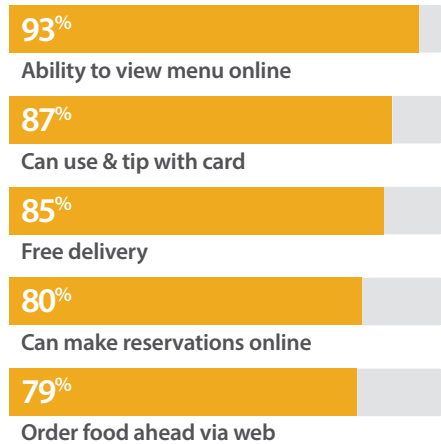 93%
Ability to view menu online
87%
Can use & tip with card
85%
Free delivery
80%
Can make reservations online
79%
Order food ahead via web